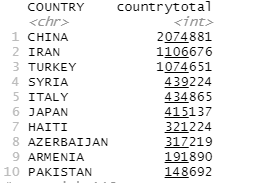 COUNTRY countrytotal
<chr> <int>
1 CHINA 2074881
2 IRAN 1106676
3 TURKEY 1074651
4 SYRIA 439224
5 ITALY 434865
6 JAPAN 415137
7 HAITI 321224
8 AZERBAIJAN 317219
9 ARMENIA 191890
10 PAKISTAN 148692